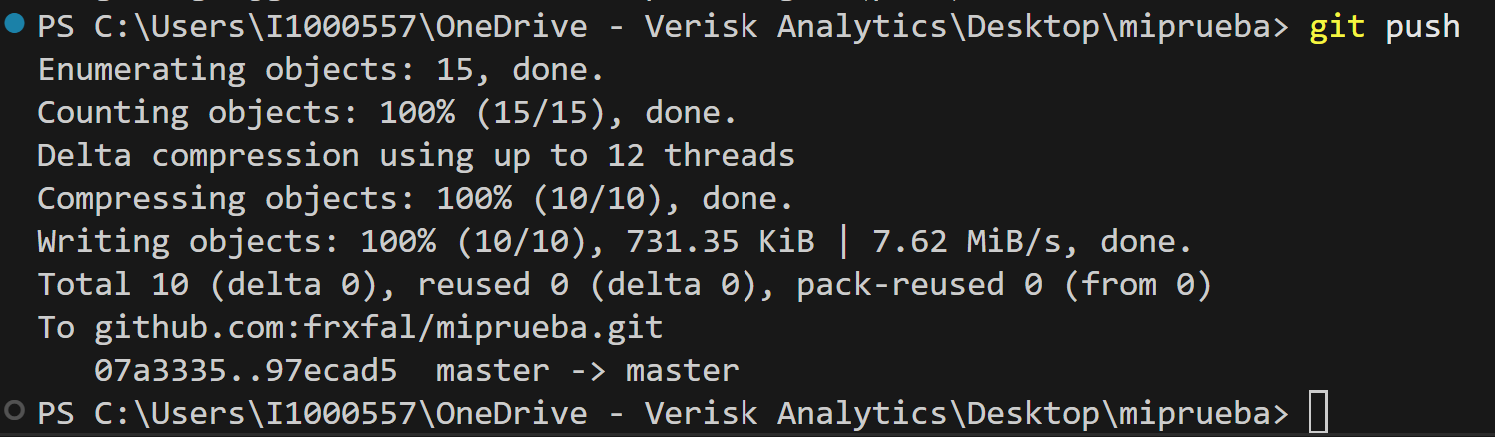 PS C:\Users\I1000557\OneDrive - Verisk Analytics\Desktop\miprueba> git push
Enumerating objects: 15, done.
Counting objects: 100% (15/15), done.
Delta compression using up to 12 threads
Compressing objects: 100% (10/10), done.
Writing objects: 100% (10/10), 731.35 KiB | 7.62 MiB/s, done.
Total 10 (delta 0), reused 0 (delta 0), pack-reused 0 (from 0)
To github.com:frxfal/miprueba.git
   07a3335..97ecad5  master -> master
PS C:\Users\I1000557\OneDrive - Verisk Analytics\Desktop\miprueba>